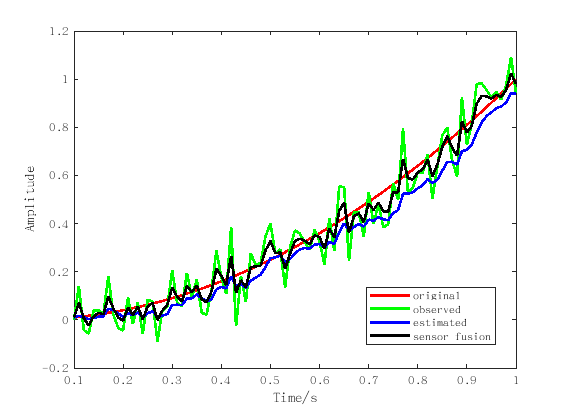 1.2
1
0.8
0.6
0.4
0.2
0
-0.2
Amplitude
original
observed
estimated
sensor fusion
0.1 0.2 0.3 0.4 0.5 0.6 0.7 0.8 0.9 1
Time/s